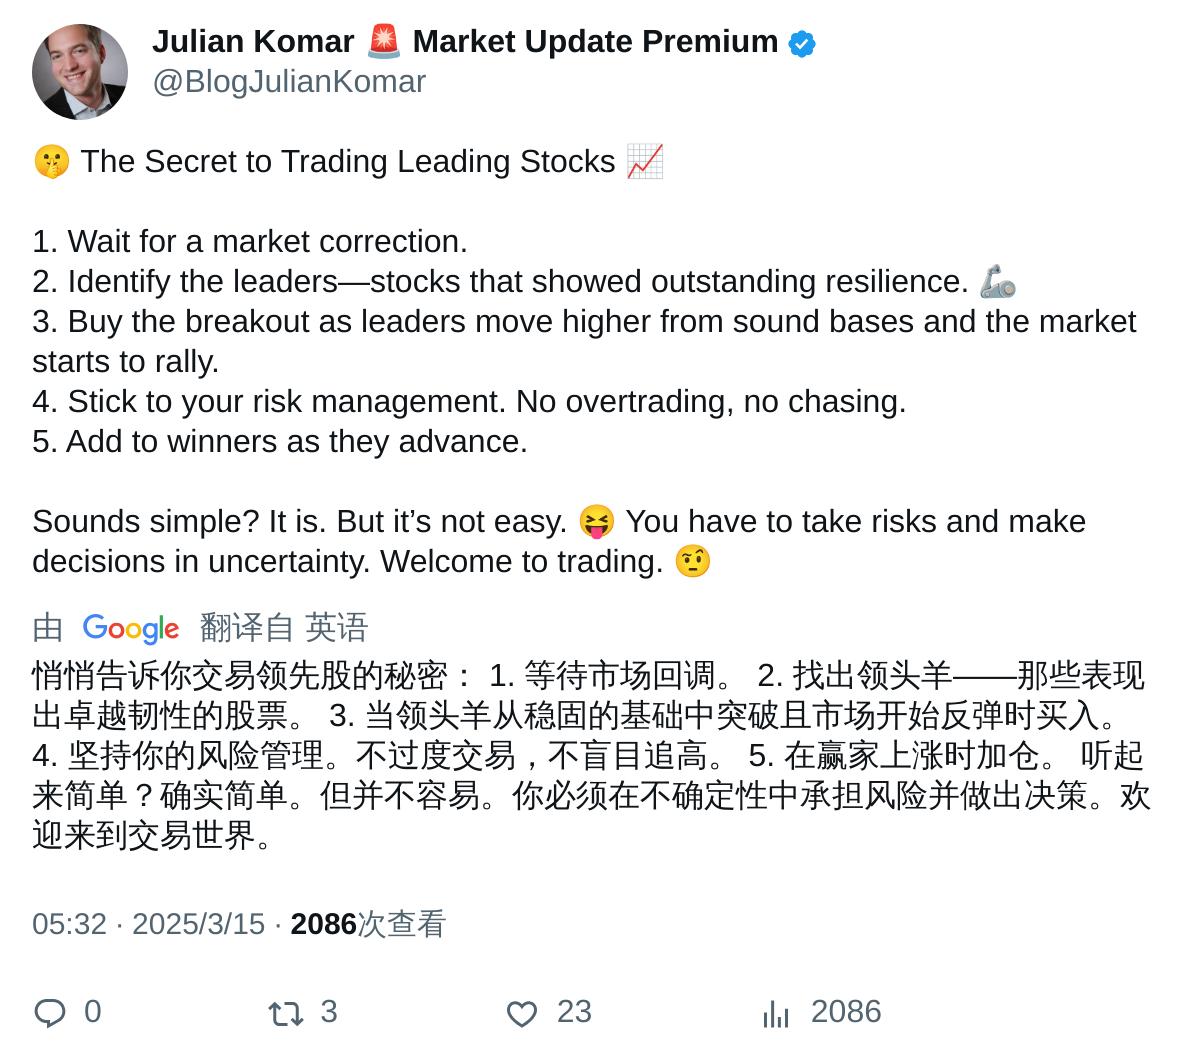 Julian Komar 🚨 Market Update Premium
@BlogJulianKomar
🤫 The Secret to Trading Leading Stocks 📈
1. Wait for a market correction.
2. Identify the leaders—stocks that showed outstanding resilience. 🦾
3. Buy the breakout as leaders move higher from sound bases and the market
starts to rally.
4. Stick to your risk management. No overtrading, no chasing.
5. Add to winners as they advance.
Sounds simple? It is. But it’s not easy. 😝 You have to take risks and make
decisions in uncertainty. Welcome to trading. 🤨
由 Google 翻译自 英语
悄悄告诉你交易领先股的秘密： 1. 等待市场回调。 2. 找出领头羊——那些表现
出卓越韧性的股票。 3. 当领头羊从稳固的基础中突破且市场开始反弹时买入。
4. 坚持你的风险管理。不过度交易，不盲目追高。 5. 在赢家上涨时加仓。 听起
来简单？确实简单。但并不容易。你必须在不确定性中承担风险并做出决策。欢
迎来到交易世界。
05:32 · 2025/3/15 · 2086次查看
0 3 23 2086